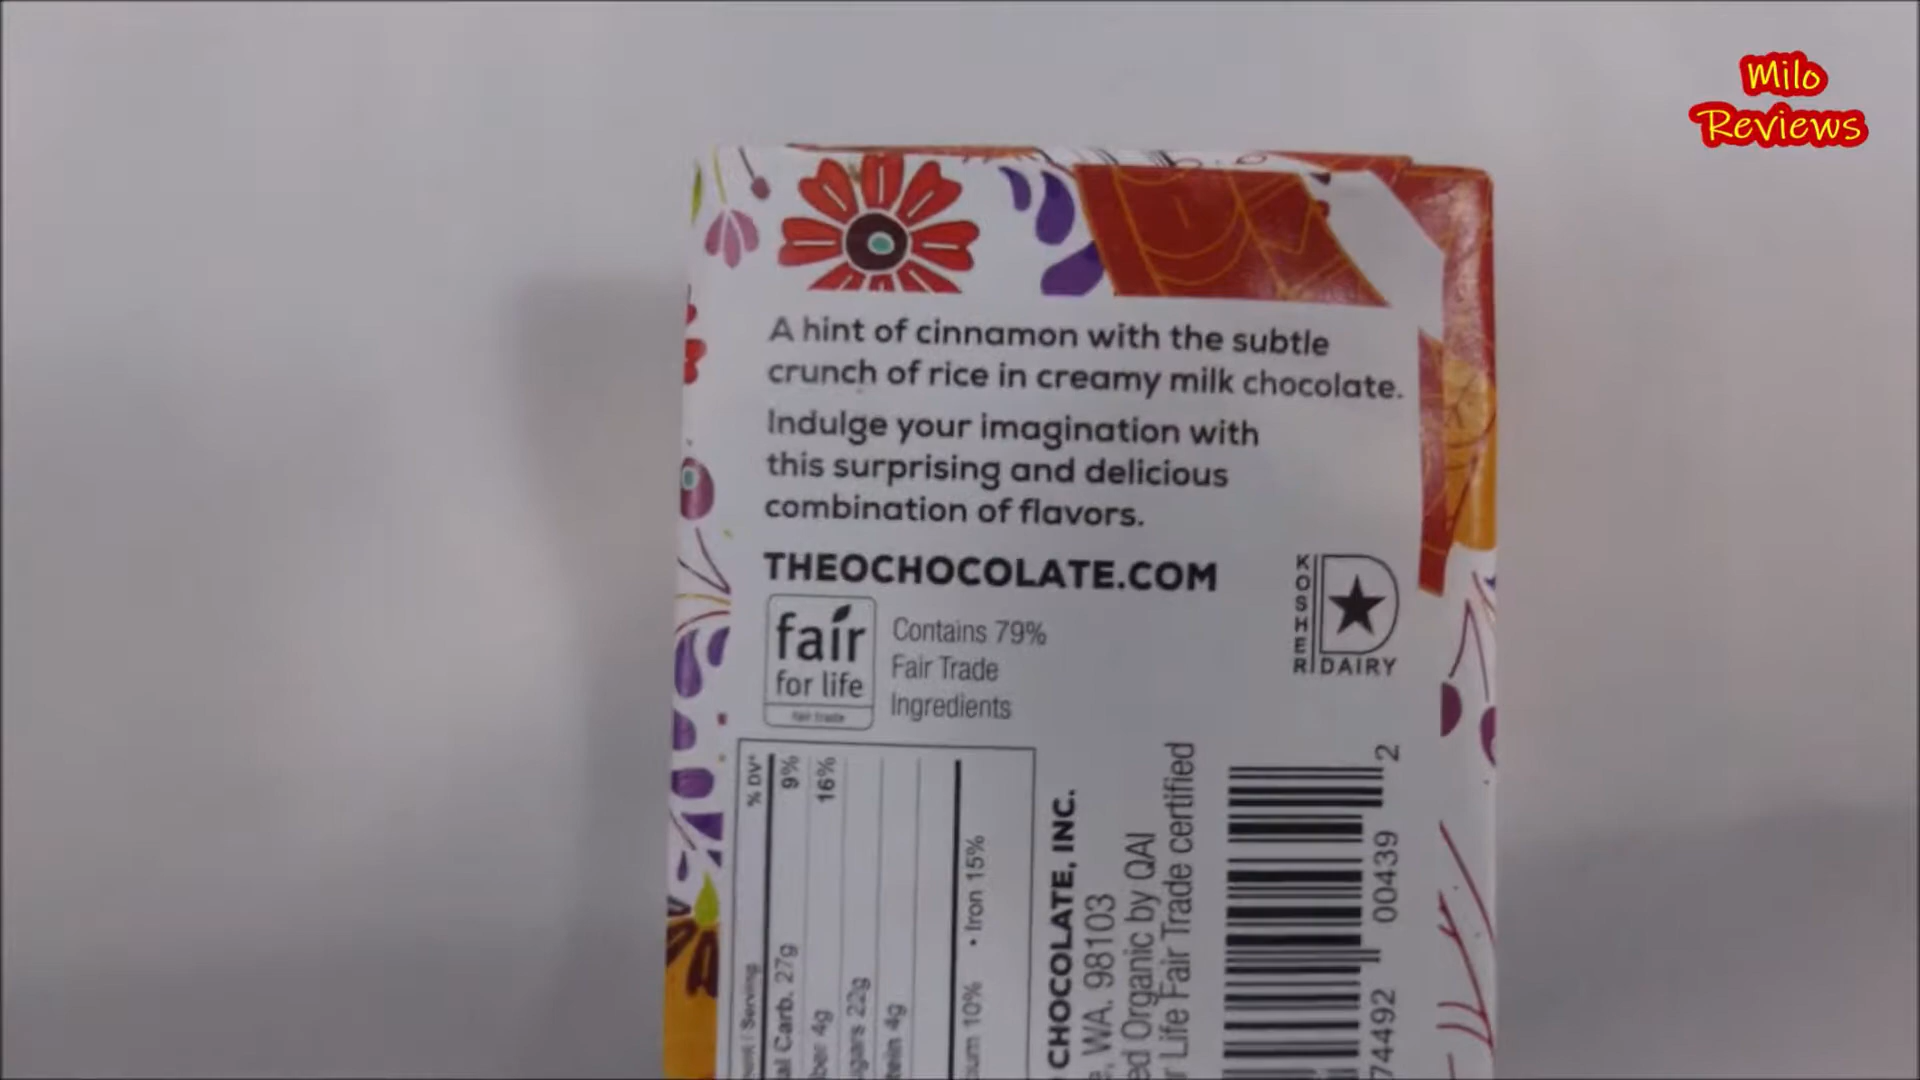 Milo
Reviews
A hint of cinnamon with the subtle
crunch of rice in creamy milk chocolate.
Indulge your imagination with
this surprising and delicious
combination of flavors.
THEOCHOCOLATE.COM
fair
for life
fair trade
Contains 79%
Fair Trade
Ingredients
KOSHER
DAIRY
% DV*
/ Serving
Carb. 27g 9%
4g 16%
22g
4g
10% • Iron 15%
CHOCOLATE, INC.
WA. 98103
Organic by QAI
Life Fair Trade certified
74492 00439 2